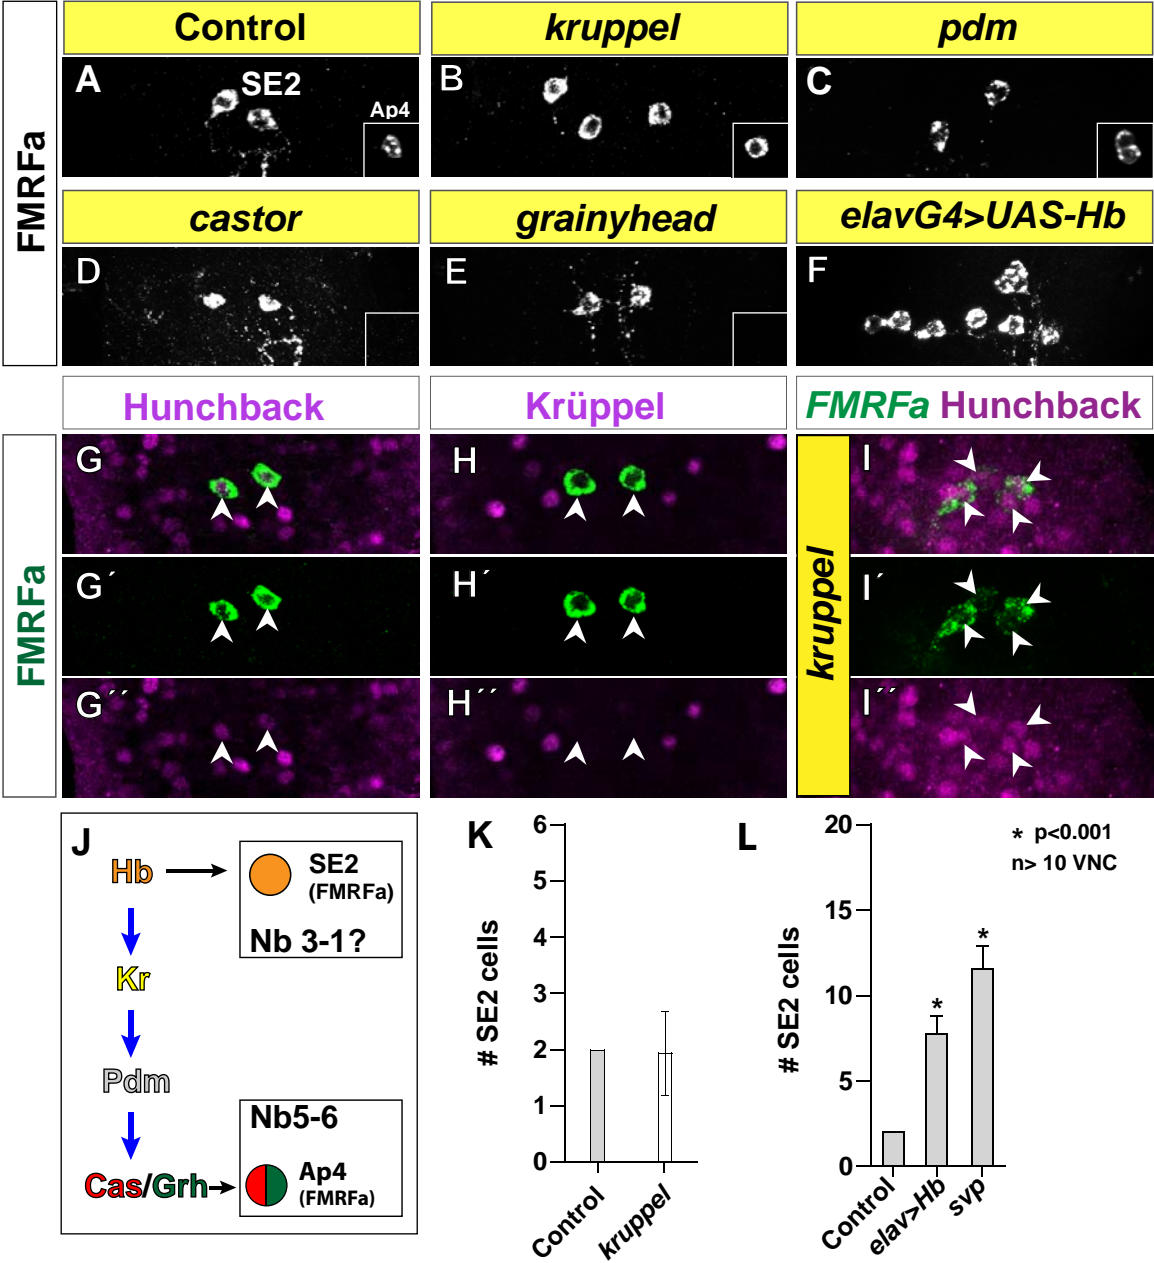 Control
kruppel
pdm
FMRFa
A
SE2
Ap4
B
C
castor
grainyhead
elavG4>UAS-Hb
D
E
F
Hunchback
Krüppel
FMRFa Hunchback
FMRFa
G
H
kruppel
I
G´
H´
I´
G´´
H´´
I´´
J
Hb
SE2
(FMRFa)
Nb 3-1?
Kr
Pdm
Nb5-6
Cas/Grh
Ap4
(FMRFa)
K
# SE2 cells
6
5
4
3
2
1
0
Control
kruppel
L
# SE2 cells
20
15
10
5
0
* p<0.001
n> 10 VNC
*
*
Control
elav>Hb
svp